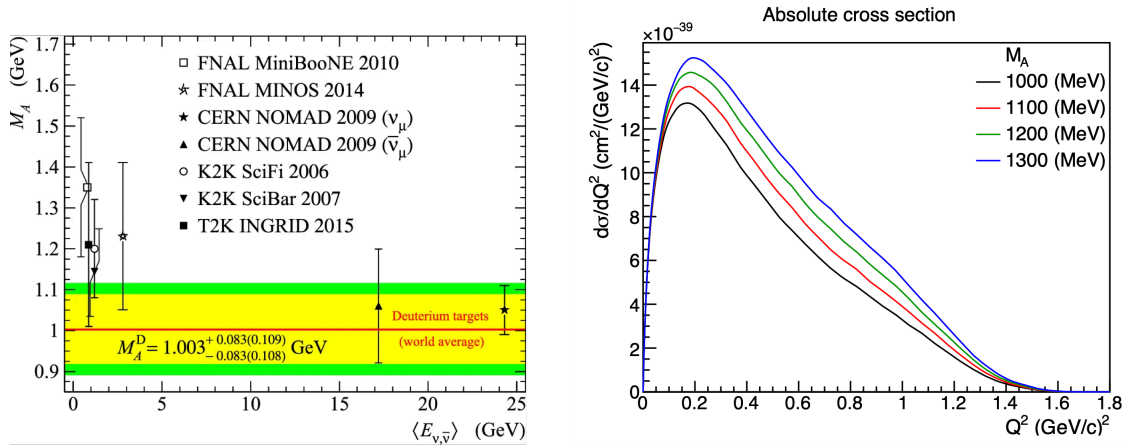 M_A (GeV)
1.7
1.6
1.5
1.4
1.3
1.2
1.1
1
0.9
FNAL MiniBooNE 2010
FNAL MINOS 2014
CERN NOMAD 2009 (ν_μ)
CERN NOMAD 2009 (ν̄_μ)
K2K SciFi 2006
K2K SciBar 2007
T2K INGRID 2015
Deuterium targets
(world average)
M_A^D = 1.003 +0.083(0.109) −0.083(0.108) GeV
0 5 10 15 20 25
⟨E_ν,ν̄⟩ (GeV)
Absolute cross section
×10⁻³⁹
dσ/dQ² (cm²/(GeV/c)²)
14
12
10
8
6
4
2
0
M_A
1000 (MeV)
1100 (MeV)
1200 (MeV)
1300 (MeV)
0 0.2 0.4 0.6 0.8 1 1.2 1.4 1.6 1.8
Q² (GeV/c)²